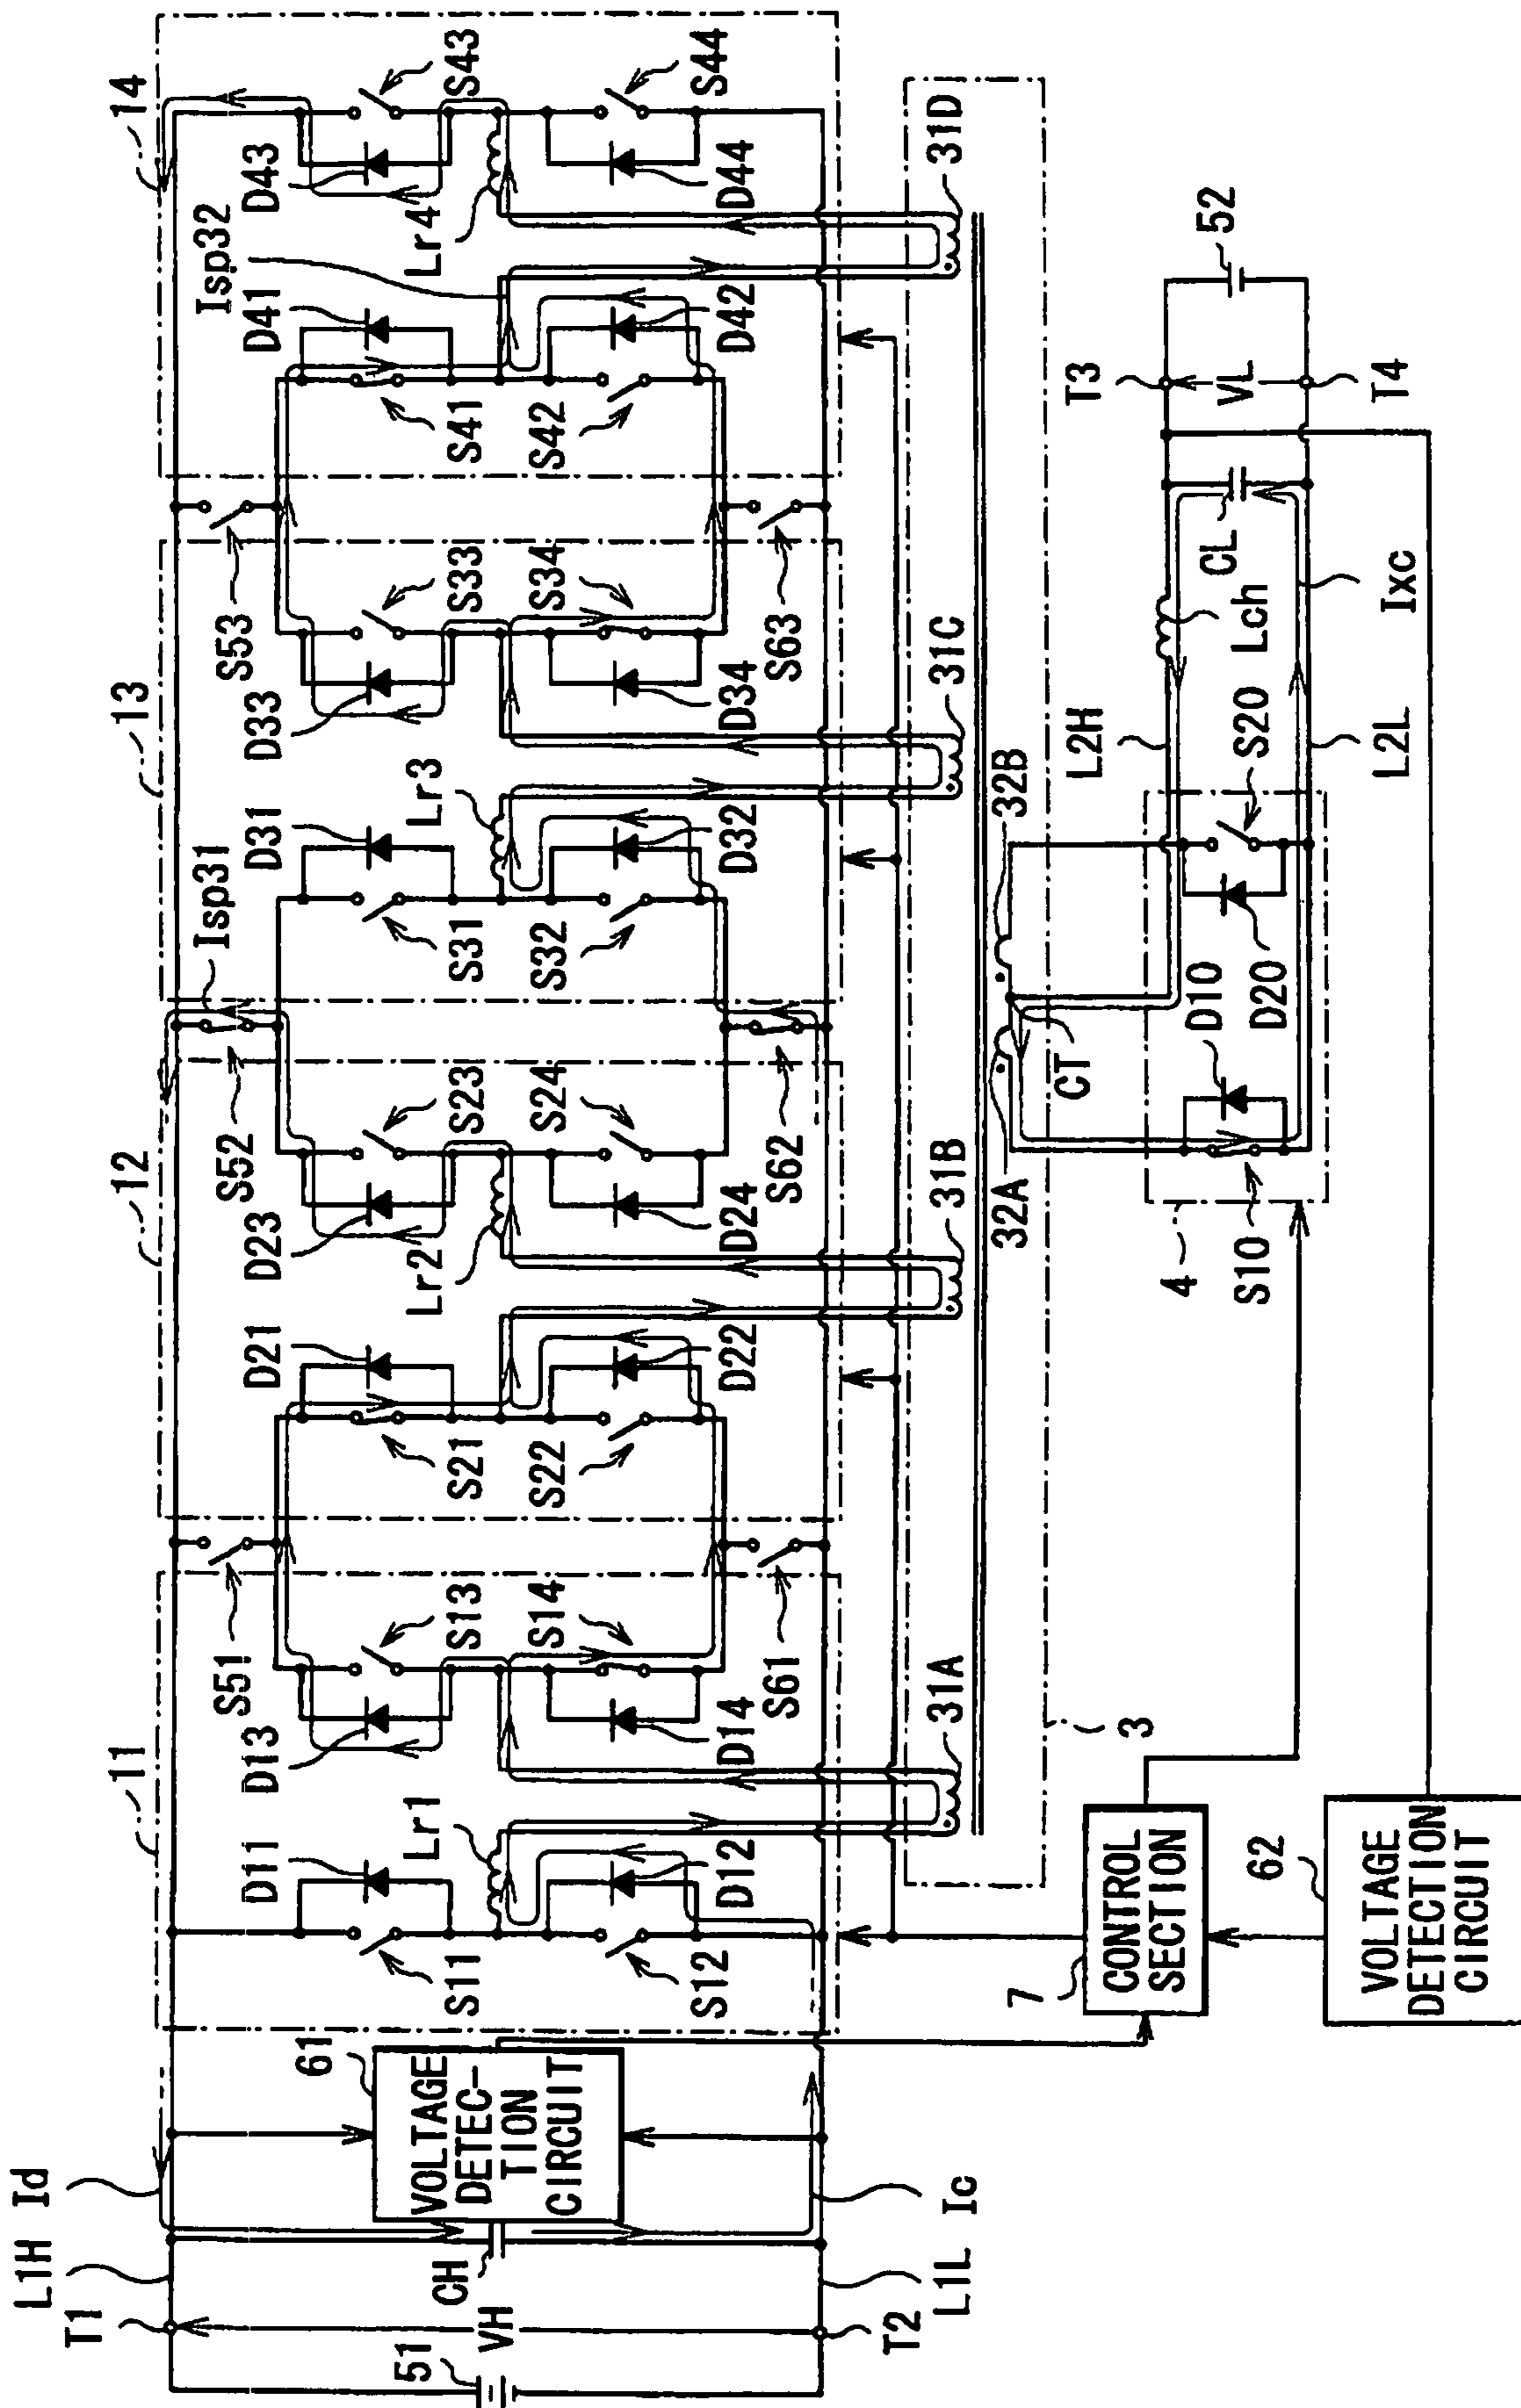 L1H
Id
T1
51
VH
T2
CH
L1L
Ic
61
VOLTAGE
DETEC-
TION
CIRCUIT
11
D11
S11
Lr1
D12
S12
D13
S13
S14
D14
S51
S61
12
D21
S21
D22
S22
Lr2
D23
S23
S24
D24
S52
S62
Isp31
13
D31
S31
Lr3
D32
S32
D33
S33
S34
D34
S53
S63
14
D41
S41
Isp32
D42
S42
Lr4
D43
S43
D44
S44
31A
31B
31C
31D
3
32A
32B
CT
4
S10
D10
D20
S20
L2H
L2L
Lch
CL
Ixc
T3
VL
T4
52
7
CONTROL
SECTION
62
VOLTAGE
DETECTION
CIRCUIT